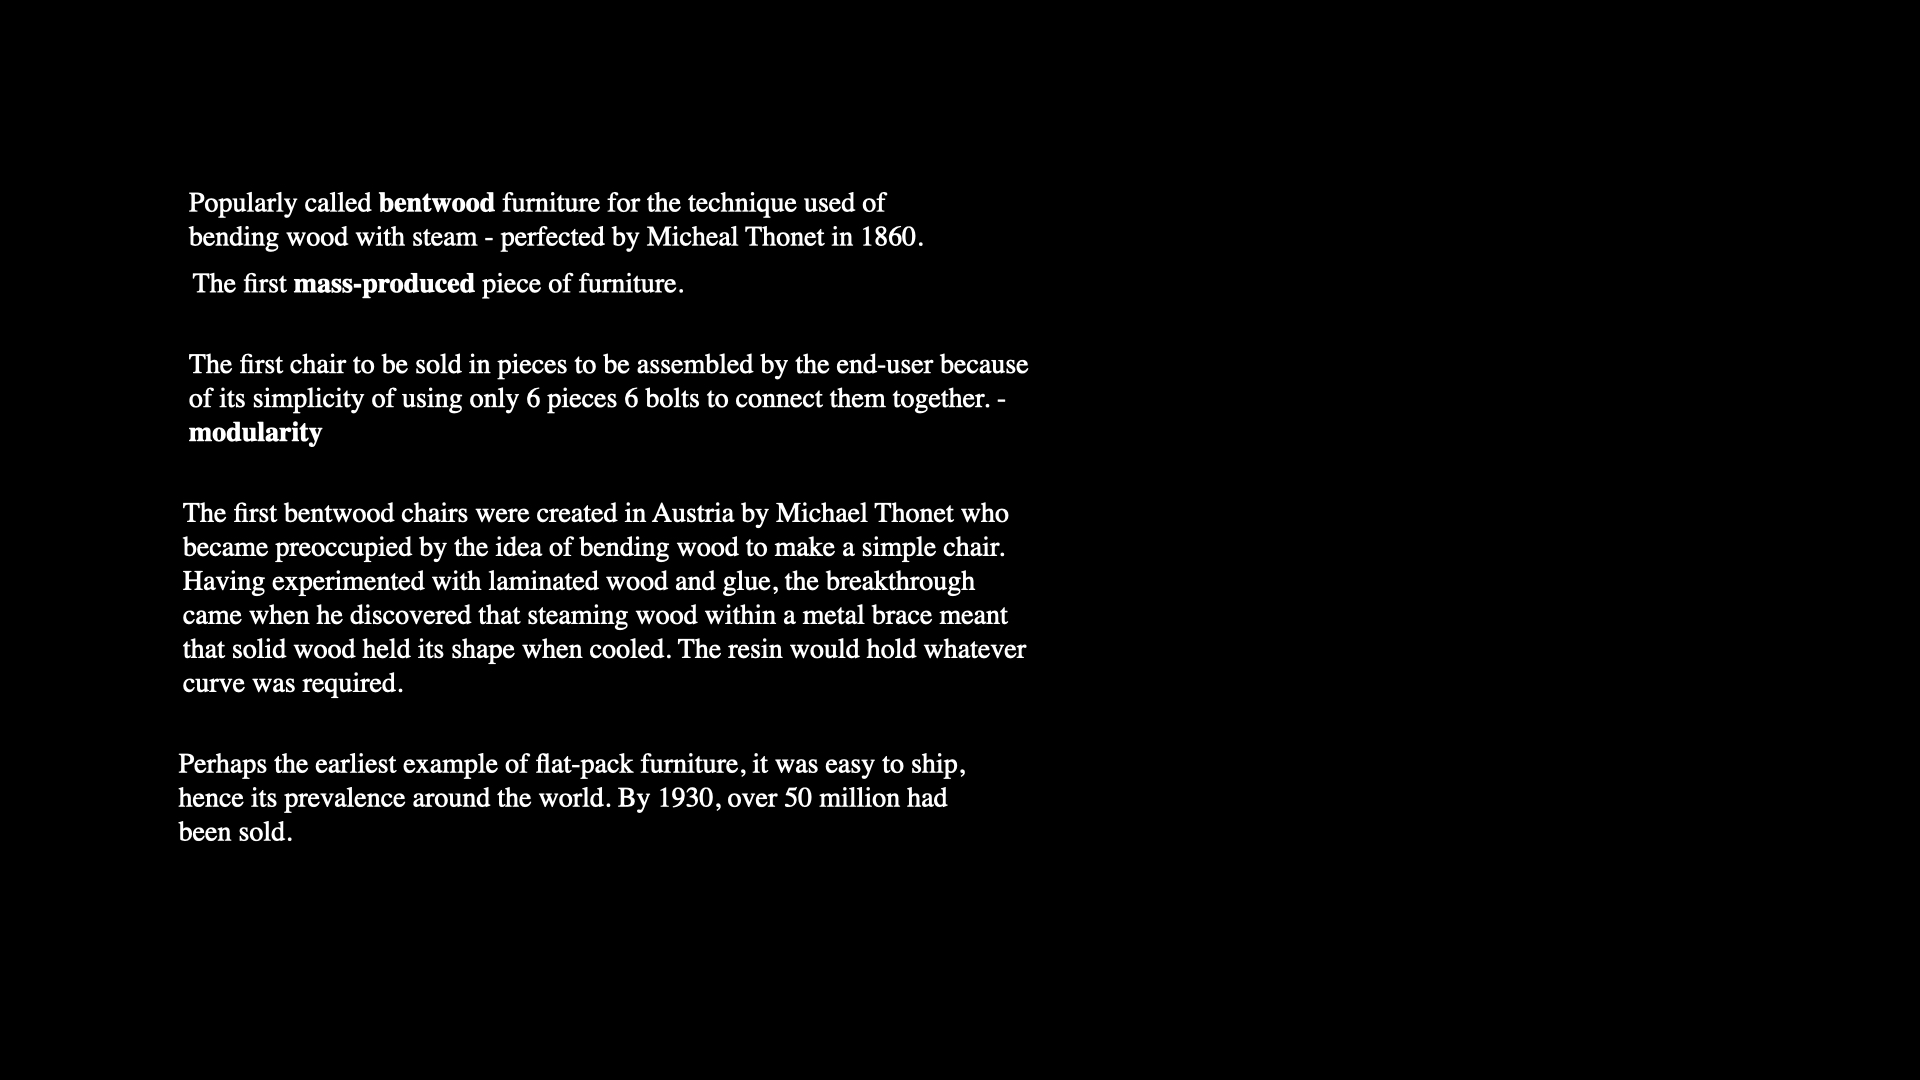 Popularly called bentwood furniture for the technique used of
bending wood with steam - perfected by Micheal Thonet in 1860.
The first mass-produced piece of furniture.
The first chair to be sold in pieces to be assembled by the end-user because
of its simplicity of using only 6 pieces 6 bolts to connect them together. -
modularity
The first bentwood chairs were created in Austria by Michael Thonet who
became preoccupied by the idea of bending wood to make a simple chair.
Having experimented with laminated wood and glue, the breakthrough
came when he discovered that steaming wood within a metal brace meant
that solid wood held its shape when cooled. The resin would hold whatever
curve was required.
Perhaps the earliest example of flat-pack furniture, it was easy to ship,
hence its prevalence around the world. By 1930, over 50 million had
been sold.